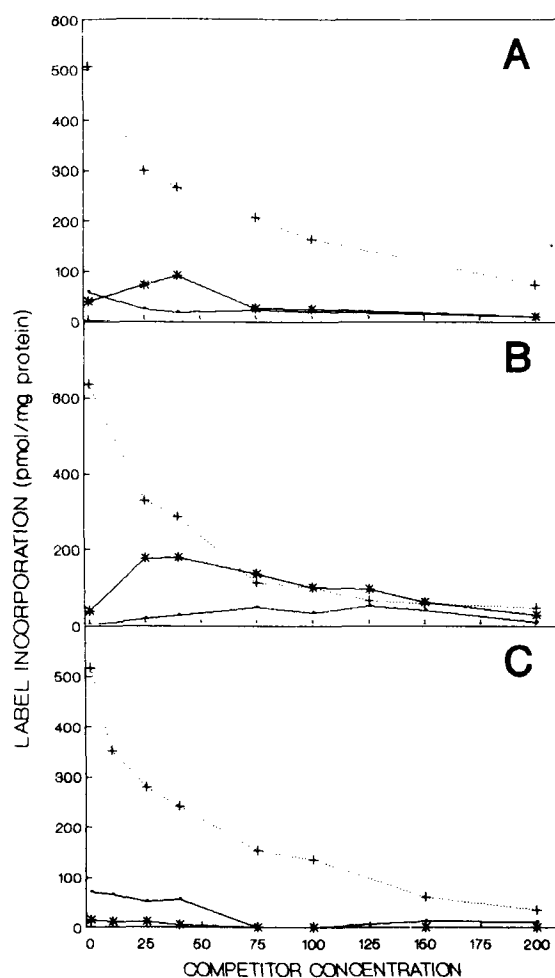 600
500
400
300
200
100
0
A
600
400
200
0
B
500
400
300
200
100
0
C
LABEL INCORPORATION (pmol/mg protein)
0 25 50 75 100 125 150 175 200
COMPETITOR CONCENTRATION